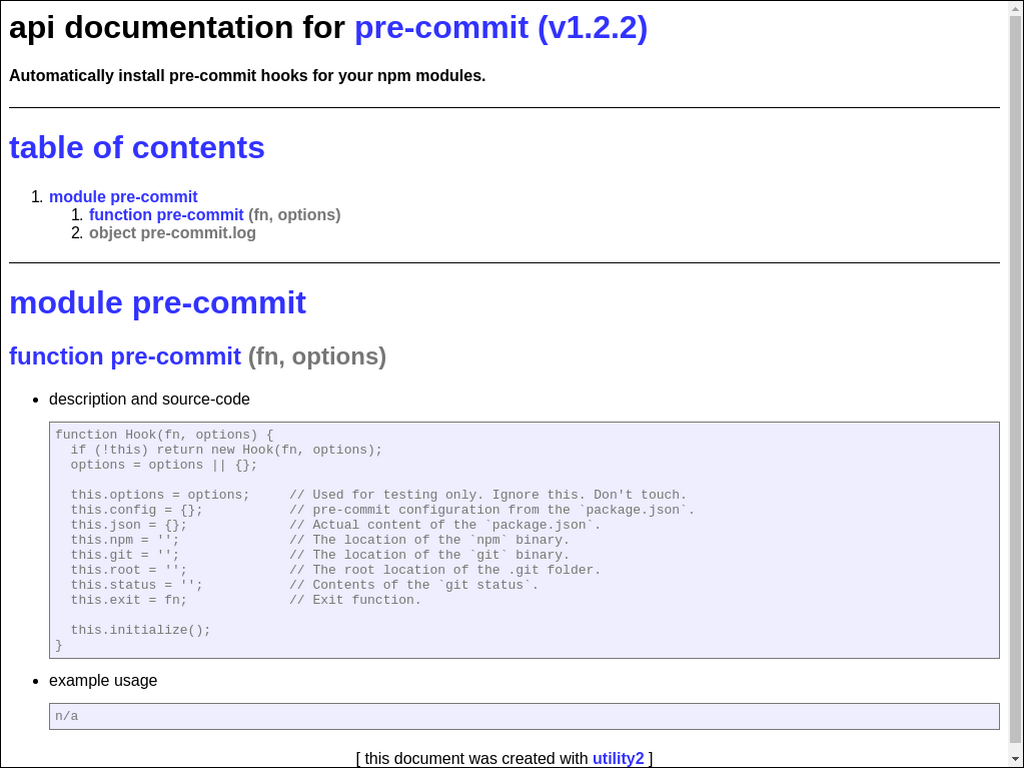 api documentation for pre-commit (v1.2.2)
Automatically install pre-commit hooks for your npm modules.
table of contents
1. module pre-commit
1. function pre-commit (fn, options)
2. object pre-commit.log
module pre-commit
function pre-commit (fn, options)
• description and source-code
function Hook(fn, options) {
  if (!this) return new Hook(fn, options);
  options = options || {};
  this.options = options;     // Used for testing only. Ignore this. Don't touch.
  this.config = {};           // pre-commit configuration from the `package.json`.
  this.json = {};             // Actual content of the `package.json`.
  this.npm = '';              // The location of the `npm` binary.
  this.git = '';              // The location of the `git` binary.
  this.root = '';             // The root location of the .git folder.
  this.status = '';           // Contents of the `git status`.
  this.exit = fn;             // Exit function.
  this.initialize();
}
• example usage
n/a
[ this document was created with utility2 ]